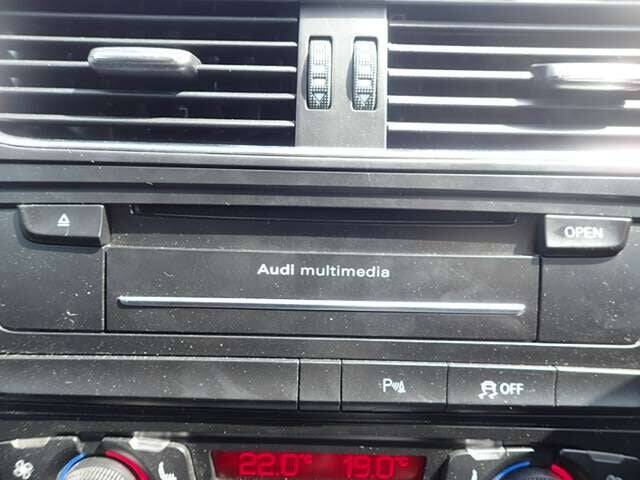 OPEN
Audi multimedia
P
OFF
22.0°C 19.0°C